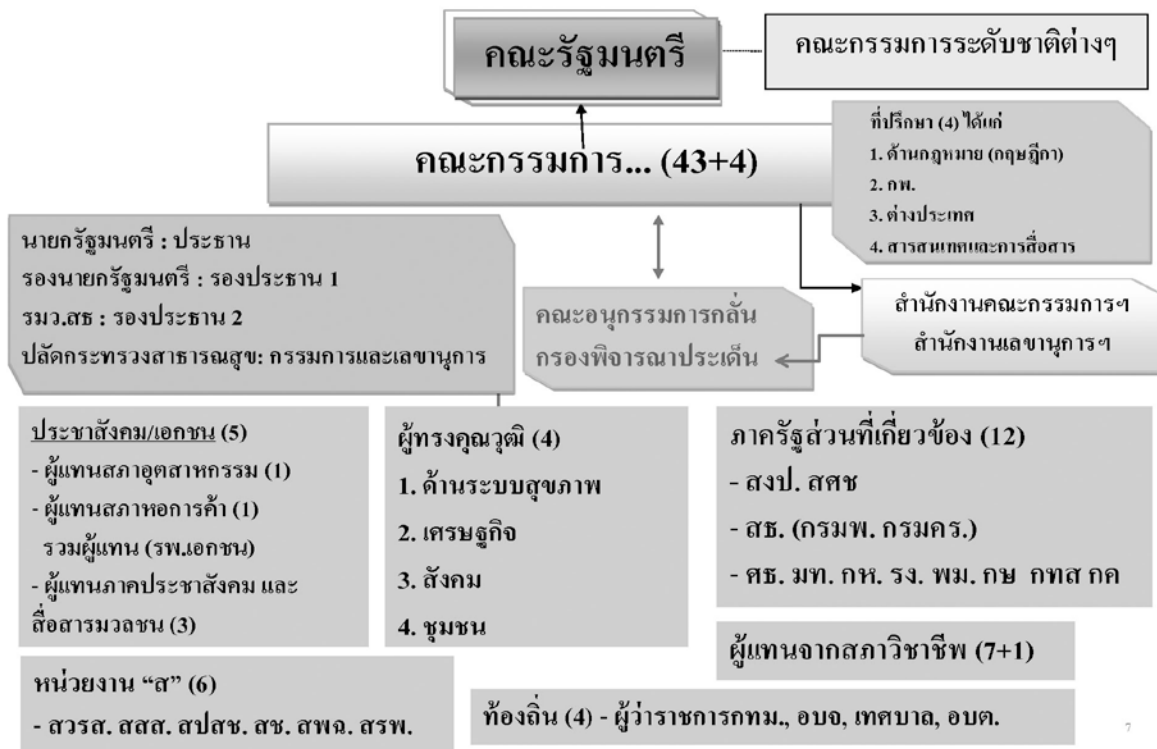 คณะรัฐมนตรี
คณะกรรมการระดับชาติต่างๆ
คณะกรรมการ... (43+4)
ที่ปรึกษา (4) ได้แก่
1. ด้านกฎหมาย (กฤษฎีกา)
2. กพ.
3. ต่างประเทศ
4. สารสนเทศและการสื่อสาร
นายกรัฐมนตรี : ประธาน
รองนายกรัฐมนตรี : รองประธาน 1
รมว.สธ : รองประธาน 2
ปลัดกระทรวงสาธารณสุข: กรรมการและเลขานุการ
คณะอนุกรรมการกลั่น
กรองพิจารณาประเด็น
สำนักงานคณะกรรมการฯ
สำนักงานเลขานุการฯ
ประชาสังคม/เอกชน (5)
- ผู้แทนสภาอุตสาหกรรม (1)
- ผู้แทนสภาหอการค้า (1)
รวมผู้แทน (รพ.เอกชน)
- ผู้แทนภาคประชาสังคม และ
สื่อสารมวลชน (3)
ผู้ทรงคุณวุฒิ (4)
1. ด้านระบบสุขภาพ
2. เศรษฐกิจ
3. สังคม
4. ชุมชน
ภาครัฐส่วนที่เกี่ยวข้อง (12)
- สงป. สศช
- สธ. (กรมพ. กรมคร.)
- ศธ. มท. กห. รง. พม. กษ กทส กค
ผู้แทนจากสภาวิชาชีพ (7+1)
หน่วยงาน “ส” (6)
- สวรส. สสส. สปสช. สช. สพฉ. สรพ.
ท้องถิ่น (4) - ผู้ว่าราชการกทม., อบจ, เทศบาล, อบต.
7